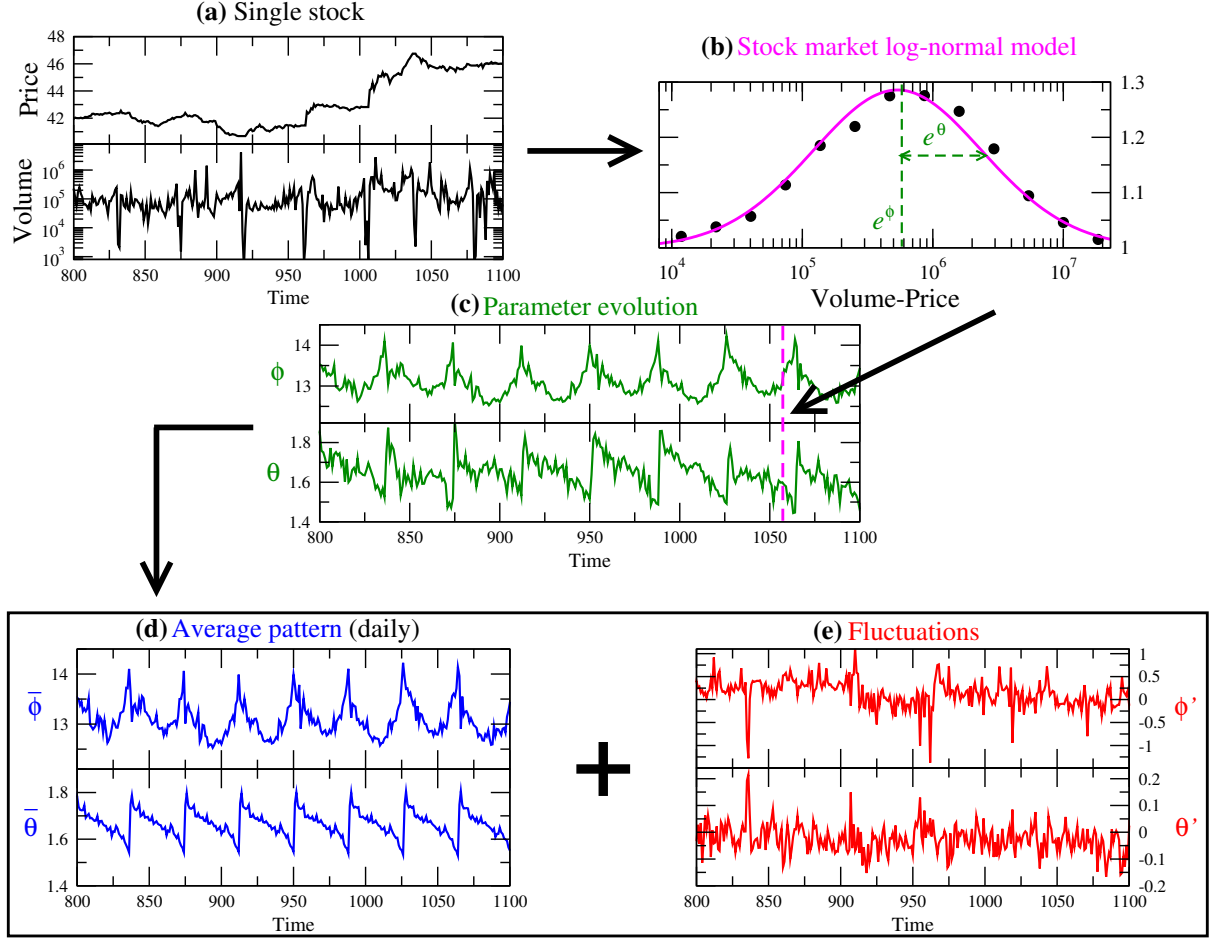 (a) Single stock
48
46
44
42
Price
10^6
10^5
10^4
10^3
Volume
800 850 900 950 1000 1050 1100
Time
(b) Stock market log-normal model
1.3
1.2
1.1
1
e^θ
e^ϕ
10^4 10^5 10^6 10^7
Volume-Price
(c) Parameter evolution
14
13
ϕ
1.8
1.6
1.4
θ
800 850 900 950 1000 1050 1100
Time
(d) Average pattern (daily)
14
13
ϕ̄
1.8
1.6
1.4
θ̄
800 850 900 950 1000 1050 1100
Time
+
(e) Fluctuations
1
0.5
0
-0.5
-1
ϕ’
0.2
0.1
0
-0.1
-0.2
θ’
800 850 900 950 1000 1050 1100
Time